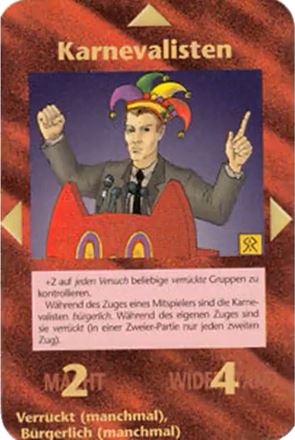 Karnevalisten
+2 auf jeden Versuch beliebige verrückte Gruppen zu
kontrollieren.
Während des Zuges eines Mitspielers sind die Karne-
valisten bürgerlich. Während des eigenen Zuges sind
sie verrückt (in einer Zweier-Partie nur jeden zweiten
Zug).
MACHT 2 WIDERSTAND 4
Verrückt (manchmal),
Bürgerlich (manchmal)